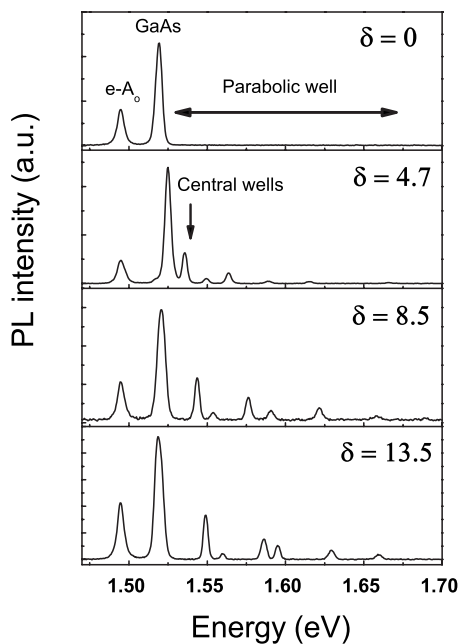 GaAs
δ = 0
e-Aₒ
Parabolic well
δ = 4.7
Central wells
δ = 8.5
δ = 13.5
PL intensity (a.u.)
1.50 1.55 1.60 1.65 1.70
Energy (eV)